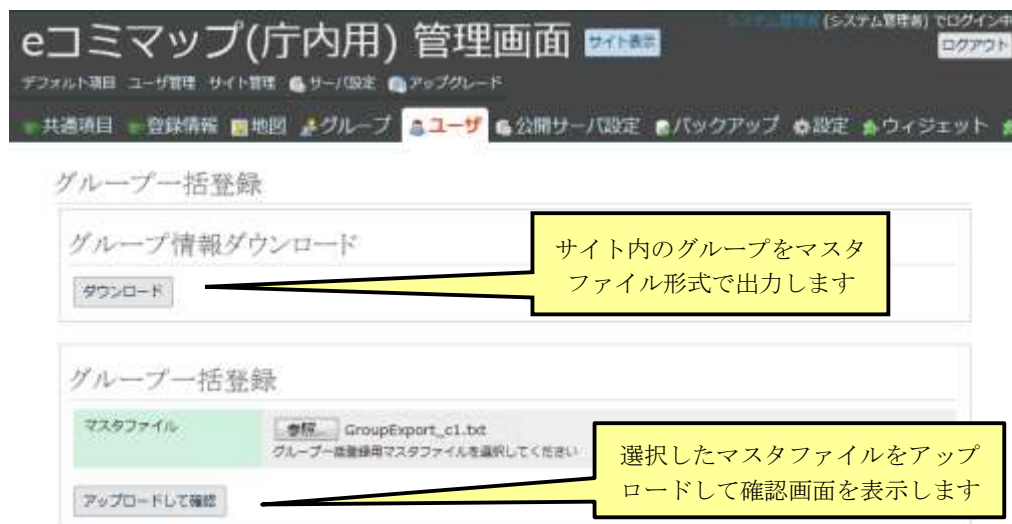 (システム管理者) でログイン中
eコミマップ(庁内用) 管理画面 サイト表示
ログアウト
デフォルト項目 ユーザ管理 サイト管理 サーバ設定 アップグレード
共通項目 登録情報 地図 グループ ユーザ 公開サーバ設定 バックアップ 設定 ウィジェット
グループ一括登録
グループ情報ダウンロード
ダウンロード
サイト内のグループをマスタ
ファイル形式で出力します
グループ一括登録
マスタファイル 参照... GroupExport_c1.txt
グループ一括登録用マスタファイルを選択してください
選択したマスタファイルをアップ
ロードして確認画面を表示します
アップロードして確認